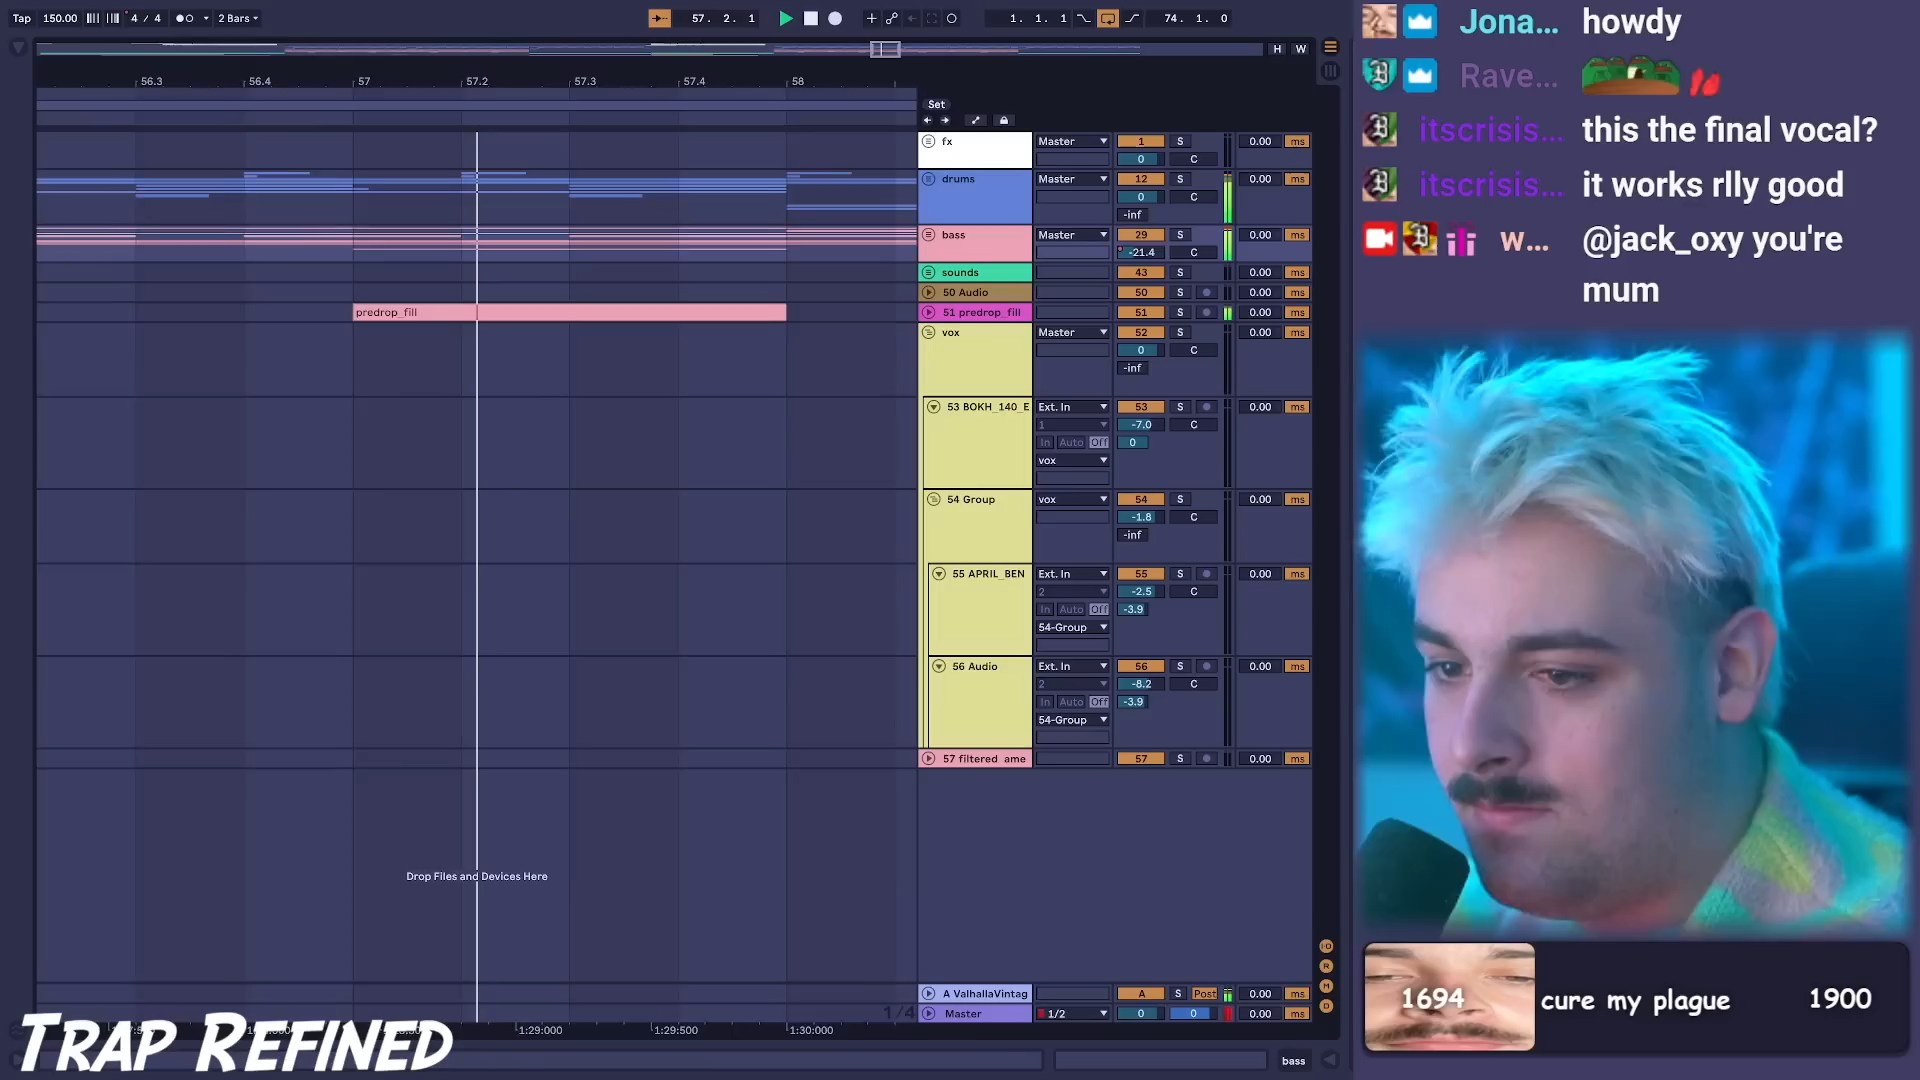 Tap 150.00 4 / 4 2 Bars 57. 2. 1 1. 1. 1 74. 1. 0
H W
56.3 56.4 57 57.2 57.3 57.4 58
Set
fx Master 1 S 0.00 ms
0 C
drums Master 12 S 0.00 ms
0 C
-inf
bass Master 29 S 0.00 ms
-21.4 C
sounds 43 S 0.00 ms
50 Audio 50 S 0.00 ms
predrop_fill 51 predrop_fill 51 S 0.00 ms
vox Master 52 S 0.00 ms
0 C
-inf
53 BOKH_140_E Ext. In 53 S 0.00 ms
1 -7.0 C
In Auto Off 0
vox
54 Group vox 54 S 0.00 ms
-1.8 C
-inf
55 APRIL_BEN Ext. In 55 S 0.00 ms
2 -2.5 C
In Auto Off -3.9
54-Group
56 Audio Ext. In 56 S 0.00 ms
2 -8.2 C
In Auto Off -3.9
54-Group
57 filtered ame 57 S 0.00 ms
Drop Files and Devices Here
I·O
R
M
D
A ValhallaVintag A S Post 0.00 ms
1/4 Master 1/2 0 0 0.00 ms
1:29:000 1:29:500 1:30:000
bass
TRAP REFINED
Jona... howdy
Rave...
itscrisis... this the final vocal?
itscrisis... it works rlly good
w... @jack_oxy you're
mum
1694 cure my plague 1900